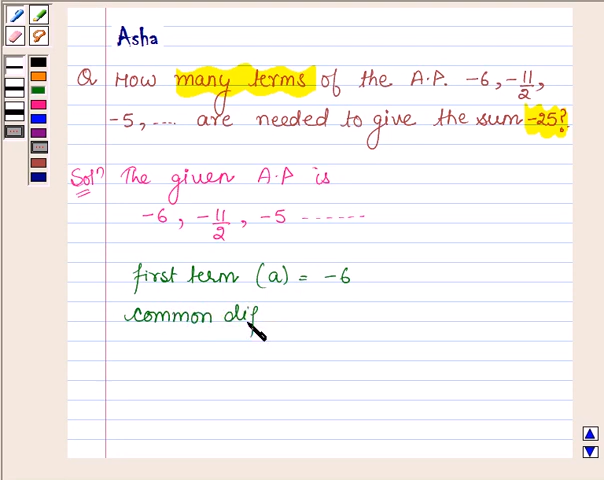 Asha
Q How many terms of the A.P. -6, -11/2,
-5, .... are needed to give the sum -25?
Solⁿ The given A.P is
-6, -11/2, -5 ------
first term (a) = -6
common dif